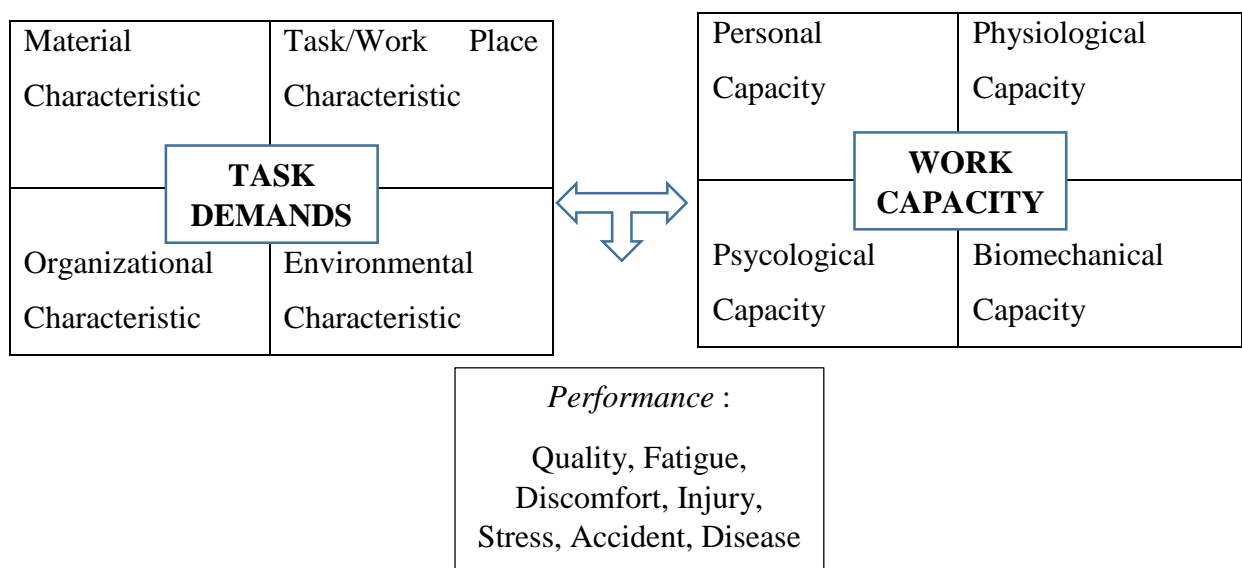 Material
Characteristic
Task/Work Place
Characteristic
TASK
DEMANDS
Organizational
Characteristic
Environmental
Characteristic
Personal
Capacity
Physiological
Capacity
WORK
CAPACITY
Psycological
Capacity
Biomechanical
Capacity
Performance :
Quality, Fatigue,
Discomfort, Injury,
Stress, Accident, Disease